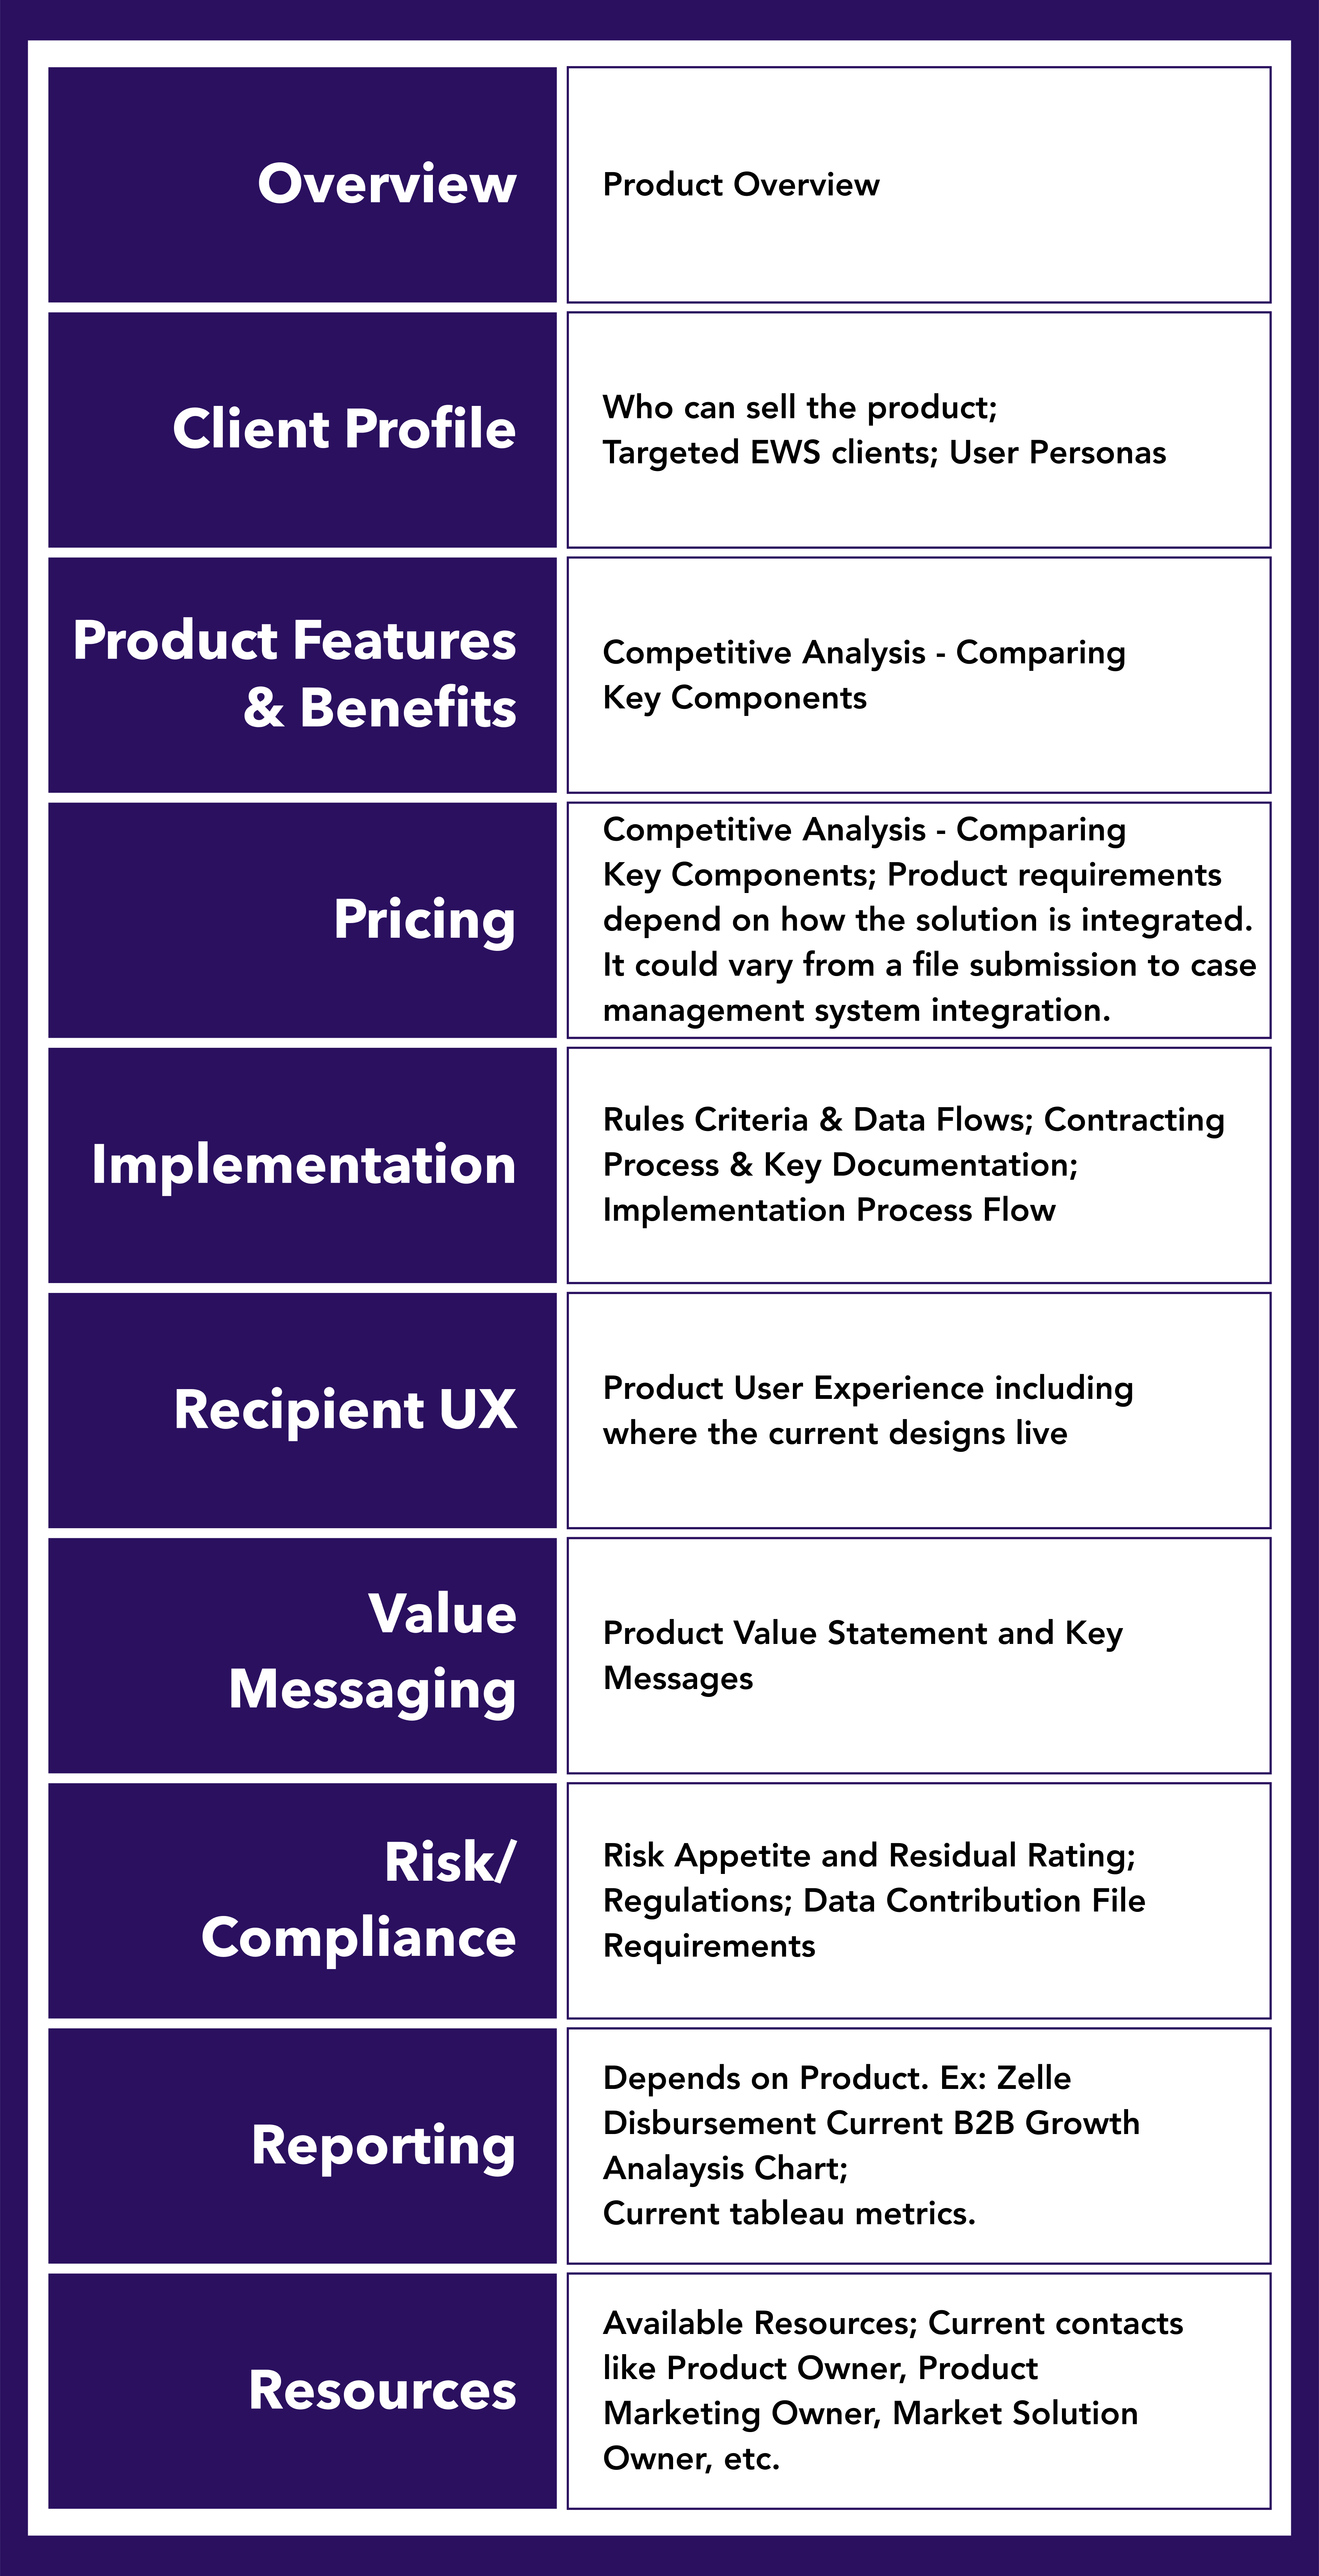 Overview
Product Overview
Client Profile
Who can sell the product;
Targeted EWS clients; User Personas
Product Features
& Benefits
Competitive Analysis - Comparing
Key Components
Pricing
Competitive Analysis - Comparing
Key Components; Product requirements
depend on how the solution is integrated.
It could vary from a file submission to case
management system integration.
Implementation
Rules Criteria & Data Flows; Contracting
Process & Key Documentation;
Implementation Process Flow
Recipient UX
Product User Experience including
where the current designs live
Value
Messaging
Product Value Statement and Key
Messages
Risk/
Compliance
Risk Appetite and Residual Rating;
Regulations; Data Contribution File
Requirements
Reporting
Depends on Product. Ex: Zelle
Disbursement Current B2B Growth
Analaysis Chart;
Current tableau metrics.
Resources
Available Resources; Current contacts
like Product Owner, Product
Marketing Owner, Market Solution
Owner, etc.